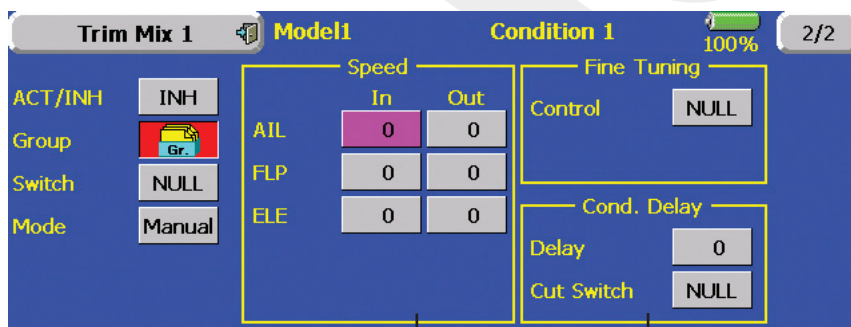 Trim Mix 1 Model1 Condition 1 100% 2/2
Speed
Fine Tuning
ACT/INH INH
In Out
Control NULL
Group Gr.
AIL 0 0
Switch NULL
FLP 0 0
Mode Manual
ELE 0 0
Cond. Delay
Delay 0
Cut Switch NULL